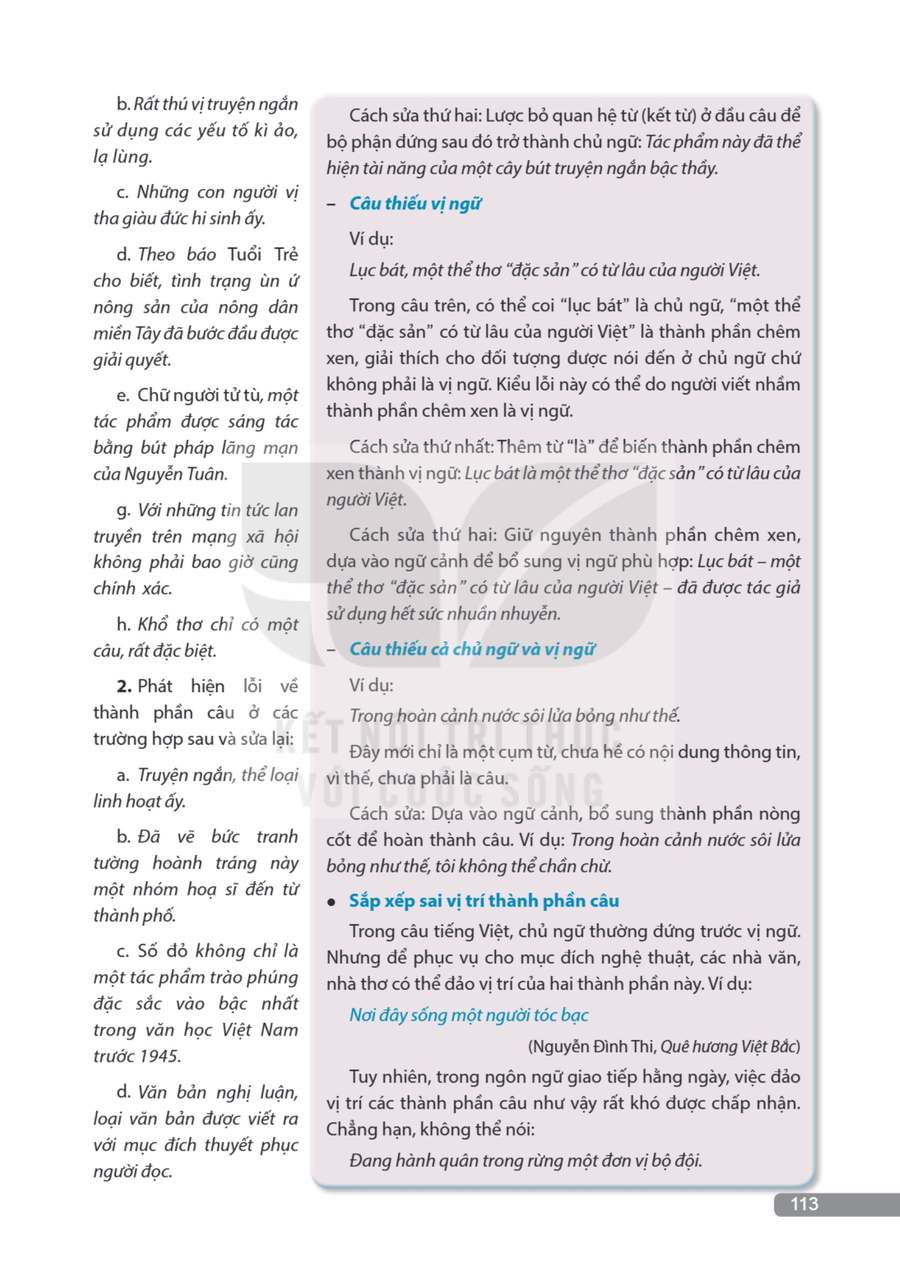 b. Rất thú vị truyện ngắn
sử dụng các yếu tố kì ảo,
lạ lùng.
c. Những con người vị
tha giàu đức hi sinh ấy.
d. Theo báo Tuổi Trẻ
cho biết, tình trạng ùn ứ
nông sản của nông dân
miền Tây đã bước đầu được
giải quyết.
e. Chữ người tử tù, một
tác phẩm được sáng tác
bằng bút pháp lãng mạn
của Nguyễn Tuân.
g. Với những tin tức lan
truyền trên mạng xã hội
không phải bao giờ cũng
chính xác.
h. Khổ thơ chỉ có một
câu, rất đặc biệt.
2. Phát hiện lỗi về
thành phần câu ở các
trường hợp sau và sửa lại:
a. Truyện ngắn, thể loại
linh hoạt ấy.
b. Đã vẽ bức tranh
tường hoành tráng này
một nhóm hoạ sĩ đến từ
thành phố.
c. Số đỏ không chỉ là
một tác phẩm trào phúng
đặc sắc vào bậc nhất
trong văn học Việt Nam
trước 1945.
d. Văn bản nghị luận,
loại văn bản được viết ra
với mục đích thuyết phục
người đọc.
Cách sửa thứ hai: Lược bỏ quan hệ từ (kết từ) ở đầu câu để
bộ phận đứng sau đó trở thành chủ ngữ: Tác phẩm này đã thể
hiện tài năng của một cây bút truyện ngắn bậc thầy.
– Câu thiếu vị ngữ
Ví dụ:
Lục bát, một thể thơ “đặc sản” có từ lâu của người Việt.
Trong câu trên, có thể coi “lục bát” là chủ ngữ, “một thể
thơ “đặc sản” có từ lâu của người Việt” là thành phần chêm
xen, giải thích cho đối tượng được nói đến ở chủ ngữ chứ
không phải là vị ngữ. Kiểu lỗi này có thể do người viết nhầm
thành phần chêm xen là vị ngữ.
Cách sửa thứ nhất: Thêm từ “là” để biến thành phần chêm
xen thành vị ngữ: Lục bát là một thể thơ “đặc sản” có từ lâu của
người Việt.
Cách sửa thứ hai: Giữ nguyên thành phần chêm xen,
dựa vào ngữ cảnh để bổ sung vị ngữ phù hợp: Lục bát – một
thể thơ “đặc sản” có từ lâu của người Việt – đã được tác giả
sử dụng hết sức nhuần nhuyễn.
– Câu thiếu cả chủ ngữ và vị ngữ
Ví dụ:
Trong hoàn cảnh nước sôi lửa bỏng như thế.
Đây mới chỉ là một cụm từ, chưa hề có nội dung thông tin,
vì thế, chưa phải là câu.
Cách sửa: Dựa vào ngữ cảnh, bổ sung thành phần nòng
cốt để hoàn thành câu. Ví dụ: Trong hoàn cảnh nước sôi lửa
bỏng như thế, tôi không thể chần chừ.
● Sắp xếp sai vị trí thành phần câu
Trong câu tiếng Việt, chủ ngữ thường đứng trước vị ngữ.
Nhưng để phục vụ cho mục đích nghệ thuật, các nhà văn,
nhà thơ có thể đảo vị trí của hai thành phần này. Ví dụ:
Nơi đây sống một người tóc bạc
(Nguyễn Đình Thi, Quê hương Việt Bắc)
Tuy nhiên, trong ngôn ngữ giao tiếp hằng ngày, việc đảo
vị trí các thành phần câu như vậy rất khó được chấp nhận.
Chẳng hạn, không thể nói:
Đang hành quân trong rừng một đơn vị bộ đội.
KẾT NỐI TRI THỨC
VỚI CUỘC SỐNG
113